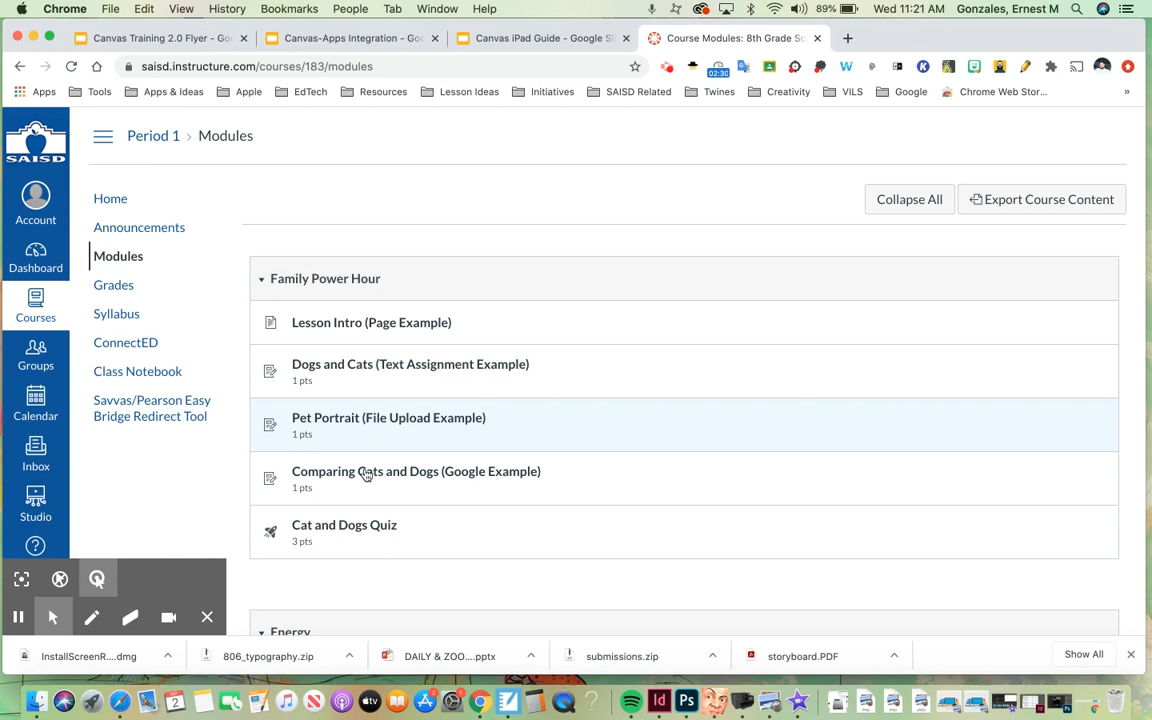 Chrome File Edit View History Bookmarks People Tab Window Help 89% Wed 11:21 AM Gonzales, Ernest M
Canvas Training 2.0 Flyer - Go Canvas-Apps Integration - Goo Canvas iPad Guide - Google Sl Course Modules: 8th Grade Sc
saisd.instructure.com/courses/183/modules
02:30
Apps Tools Apps & Ideas Apple EdTech Resources Lesson Ideas Initiatives SAISD Related Twines Creativity VILS Google Chrome Web Stor... »
SAISD
Account
Dashboard
Courses
Groups
Calendar
Inbox
Studio
Period 1 › Modules
Home
Announcements
Modules
Grades
Syllabus
ConnectED
Class Notebook
Savvas/Pearson Easy
Bridge Redirect Tool
Collapse All Export Course Content
Family Power Hour
Lesson Intro (Page Example)
Dogs and Cats (Text Assignment Example)
1 pts
Pet Portrait (File Upload Example)
1 pts
Comparing Cats and Dogs (Google Example)
1 pts
Cat and Dogs Quiz
3 pts
Energy
InstallScreenR....dmg 806_typography.zip DAILY & ZOO....pptx submissions.zip storyboard.PDF Show All